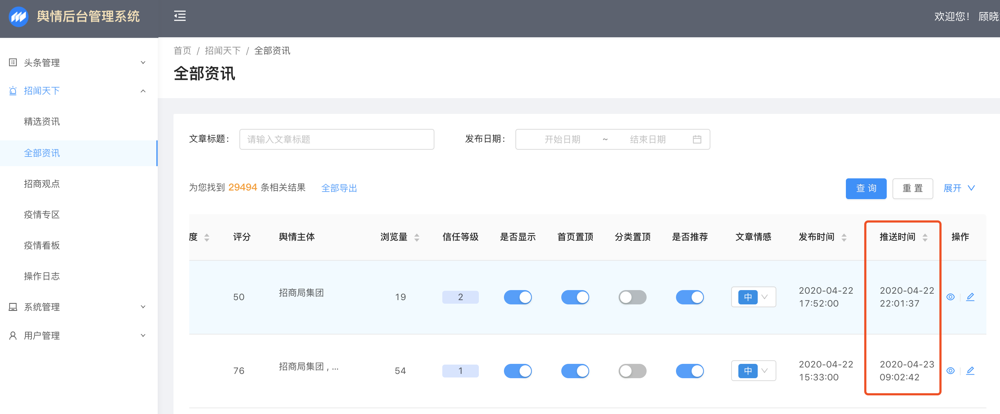 舆情后台管理系统
欢迎您！ 顾晓
头条管理
招闻天下
精选资讯
全部资讯
招商观点
疫情专区
疫情看板
操作日志
系统管理
用户管理
首页 / 招闻天下 / 全部资讯
全部资讯
文章标题： 请输入文章标题 发布日期： 开始日期 ~ 结束日期
为您找到 29494 条相关结果 全部导出 查 询 重 置 展开
度 评分 舆情主体 浏览量 信任等级 是否显示 首页置顶 分类置顶 是否推荐 文章情感 发布时间 推送时间 操作
50 招商局集团 19 2 中 2020-04-22 2020-04-22
17:52:00 22:01:37
76 招商局集团 , ... 54 1 中 2020-04-22 2020-04-23
15:33:00 09:02:42